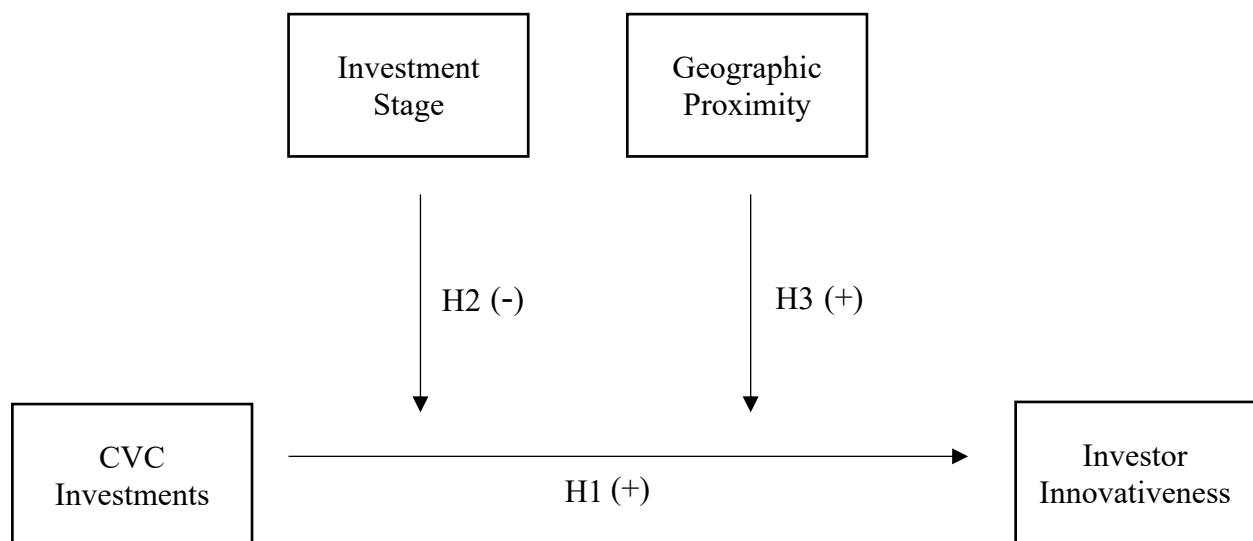 Investment
Stage
Geographic
Proximity
H2 (-)
H3 (+)
CVC
Investments
H1 (+)
Investor
Innovativeness